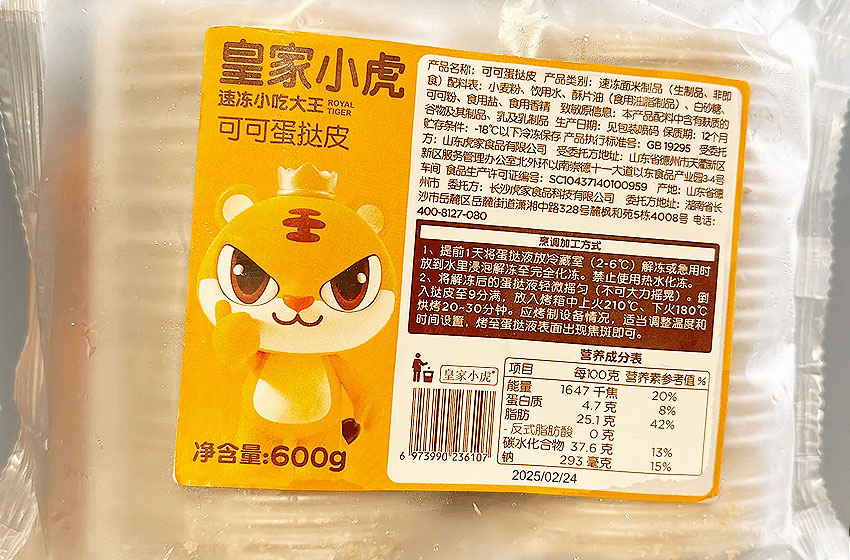 皇家小虎
速冻小吃大王 ROYAL TIGER
可可蛋挞皮
净含量:600g
产品名称：可可蛋挞皮 产品类别：速冻面米制品（生制品、非即
食）配料表：小麦粉、饮用水、酥片油（食用油脂制品）、白砂糖、
可可粉、食用盐、食用香精 致敏原信息：本产品配料中含有麸质的
谷物及其制品、乳及乳制品 生产日期：见包装喷码 保质期：12个月
贮存条件：-18℃以下冷冻保存 产品执行标准号：GB 19295 受委托
方：山东虎家食品有限公司 受委托方地址：山东省德州市天衢新区
新区服务管理办公室北外环以南崇德十一大道以东食品产业园3-4号
车间 食品生产许可证编号：SC10437140100959 产地：山东省德
州市 委托方：长沙虎家食品科技有限公司 委托方地址：湖南省长
沙市岳麓区岳麓街道潇湘中路328号麓枫和苑5栋4008号 电话：
400-8127-080
烹调加工方式
1、提前1天将蛋挞液放冷藏室（2-6℃）解冻或急用时
放到水里浸泡解冻至完全化冻。禁止使用热水化冻。
2、将解冻后的蛋挞液轻微摇匀（不可大力摇晃）。倒
入挞皮至9分满，放入烤箱中上火210℃、下火180℃
烘烤20~30分钟。应烤制设备情况，适当调整温度和
时间设置，烤至蛋挞液表面出现焦斑即可。
皇家小虎®
6 973990 236107
营养成分表
项目 每100克 营养素参考值%
能量 1647 千焦 20%
蛋白质 4.7 克 8%
脂肪 25.1 克 42%
- 反式脂肪酸 0 克
碳水化合物 37.6 克 13%
钠 293 毫克 15%
2025/02/24